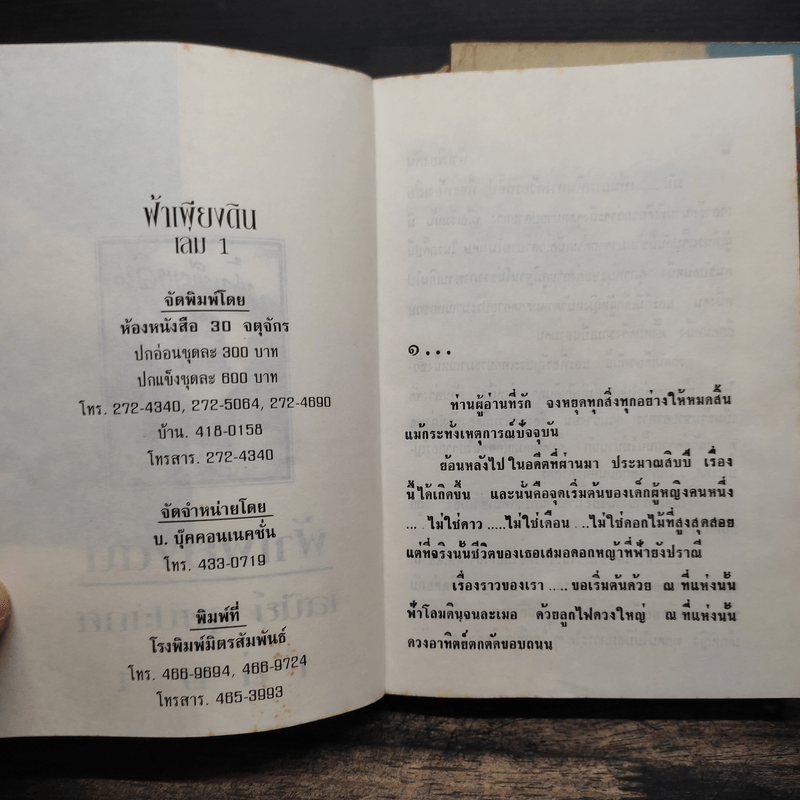 ฟ้าเพียงดิน
เล่ม 1
จัดพิมพ์โดย
ห้องหนังสือ 30 จตุจักร
ปกอ่อนชุดละ 300 บาท
ปกแข็งชุดละ 600 บาท
โทร. 272-4340, 272-5064, 272-4690
บ้าน. 418-0158
โทรสาร. 272-4340
จัดจำหน่ายโดย
บ. บุ๊คคอนเนคชั่น
โทร. 433-0719
พิมพ์ที่
โรงพิมพ์มิตรสัมพันธ์
โทร. 466-9694, 466-9724
โทรสาร. 465-3993
๑...
ท่านผู้อ่านที่รัก จงหยุดทุกสิ่งทุกอย่างให้หมดสิ้น
แม้กระทั่งเหตุการณ์ปัจจุบัน
ย้อนหลังไป ในอดีตที่ผ่านมา ประมาณสิบปี เรื่อง
นี้ได้เกิดขึ้น และนั่นคือจุดเริ่มต้นของเด็กผู้หญิงคนหนึ่ง
... ไม่ใช่ดาว .....ไม่ใช่เดือน ...ไม่ใช่ดอกไม้ที่สูงสุดสอย
แต่ที่จริงนั้นชีวิตของเธอเสมอดอกหญ้าที่ฟ้ายังปราณี
เรื่องราวของเรา ....ขอเริ่มต้นด้วย ณ ที่แห่งนั้น
ฟ้าโลมดินจนละเมอ ด้วยลูกไฟดวงใหญ่ ณ ที่แห่งนั้น
ดวงอาทิตย์ตกตัดขอบถนน